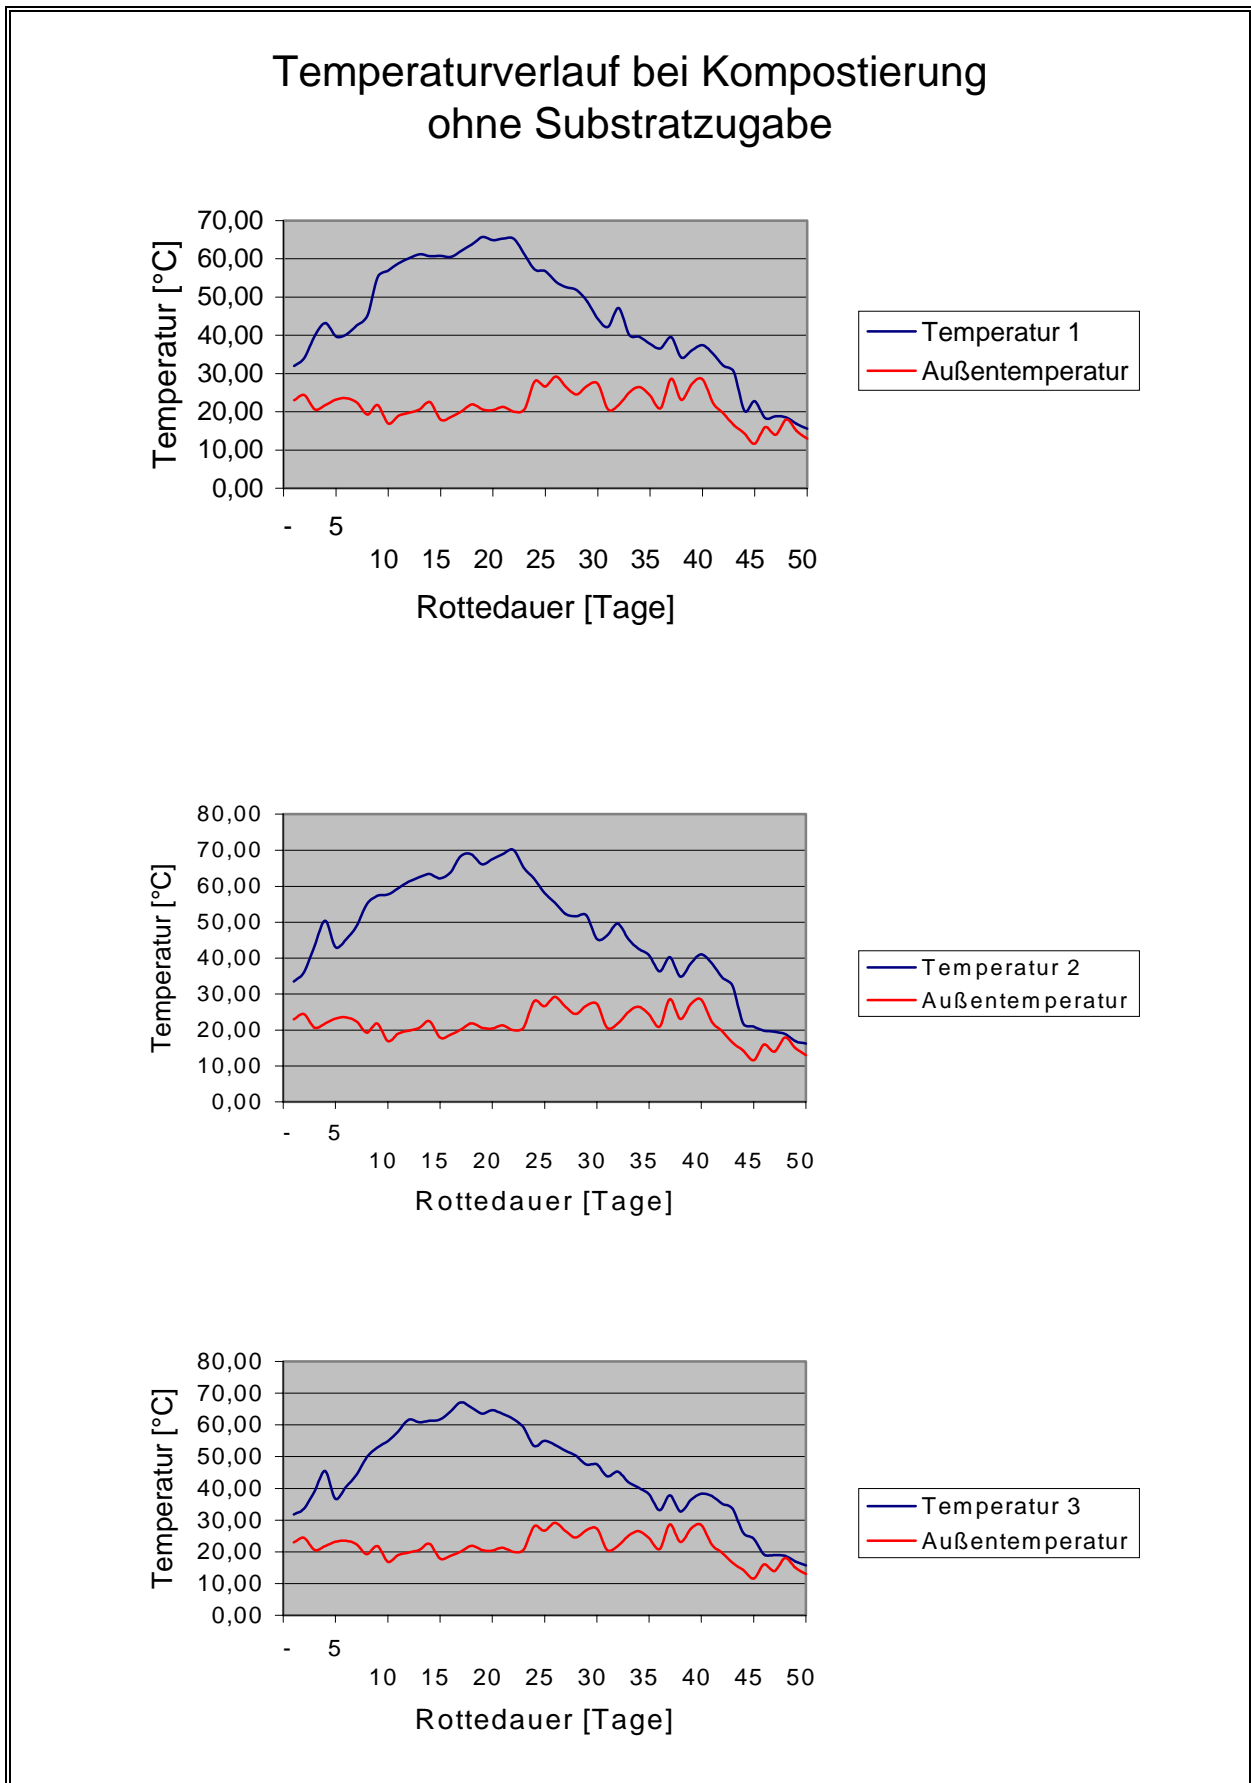 Temperaturverlauf bei Kompostierung
ohne Substratzugabe
70,00
60,00
50,00
40,00
30,00
20,00
10,00
0,00
Temperatur [°C]
- 5
10 15 20 25 30 35 40 45 50
Rottedauer [Tage]
Temperatur 1
Außentemperatur
80,00
70,00
60,00
50,00
40,00
30,00
20,00
10,00
0,00
Temperatur [°C]
- 5
10 15 20 25 30 35 40 45 50
Rottedauer [Tage]
Temperatur 2
Außentemperatur
80,00
70,00
60,00
50,00
40,00
30,00
20,00
10,00
0,00
Temperatur [°C]
- 5
10 15 20 25 30 35 40 45 50
Rottedauer [Tage]
Temperatur 3
Außentemperatur